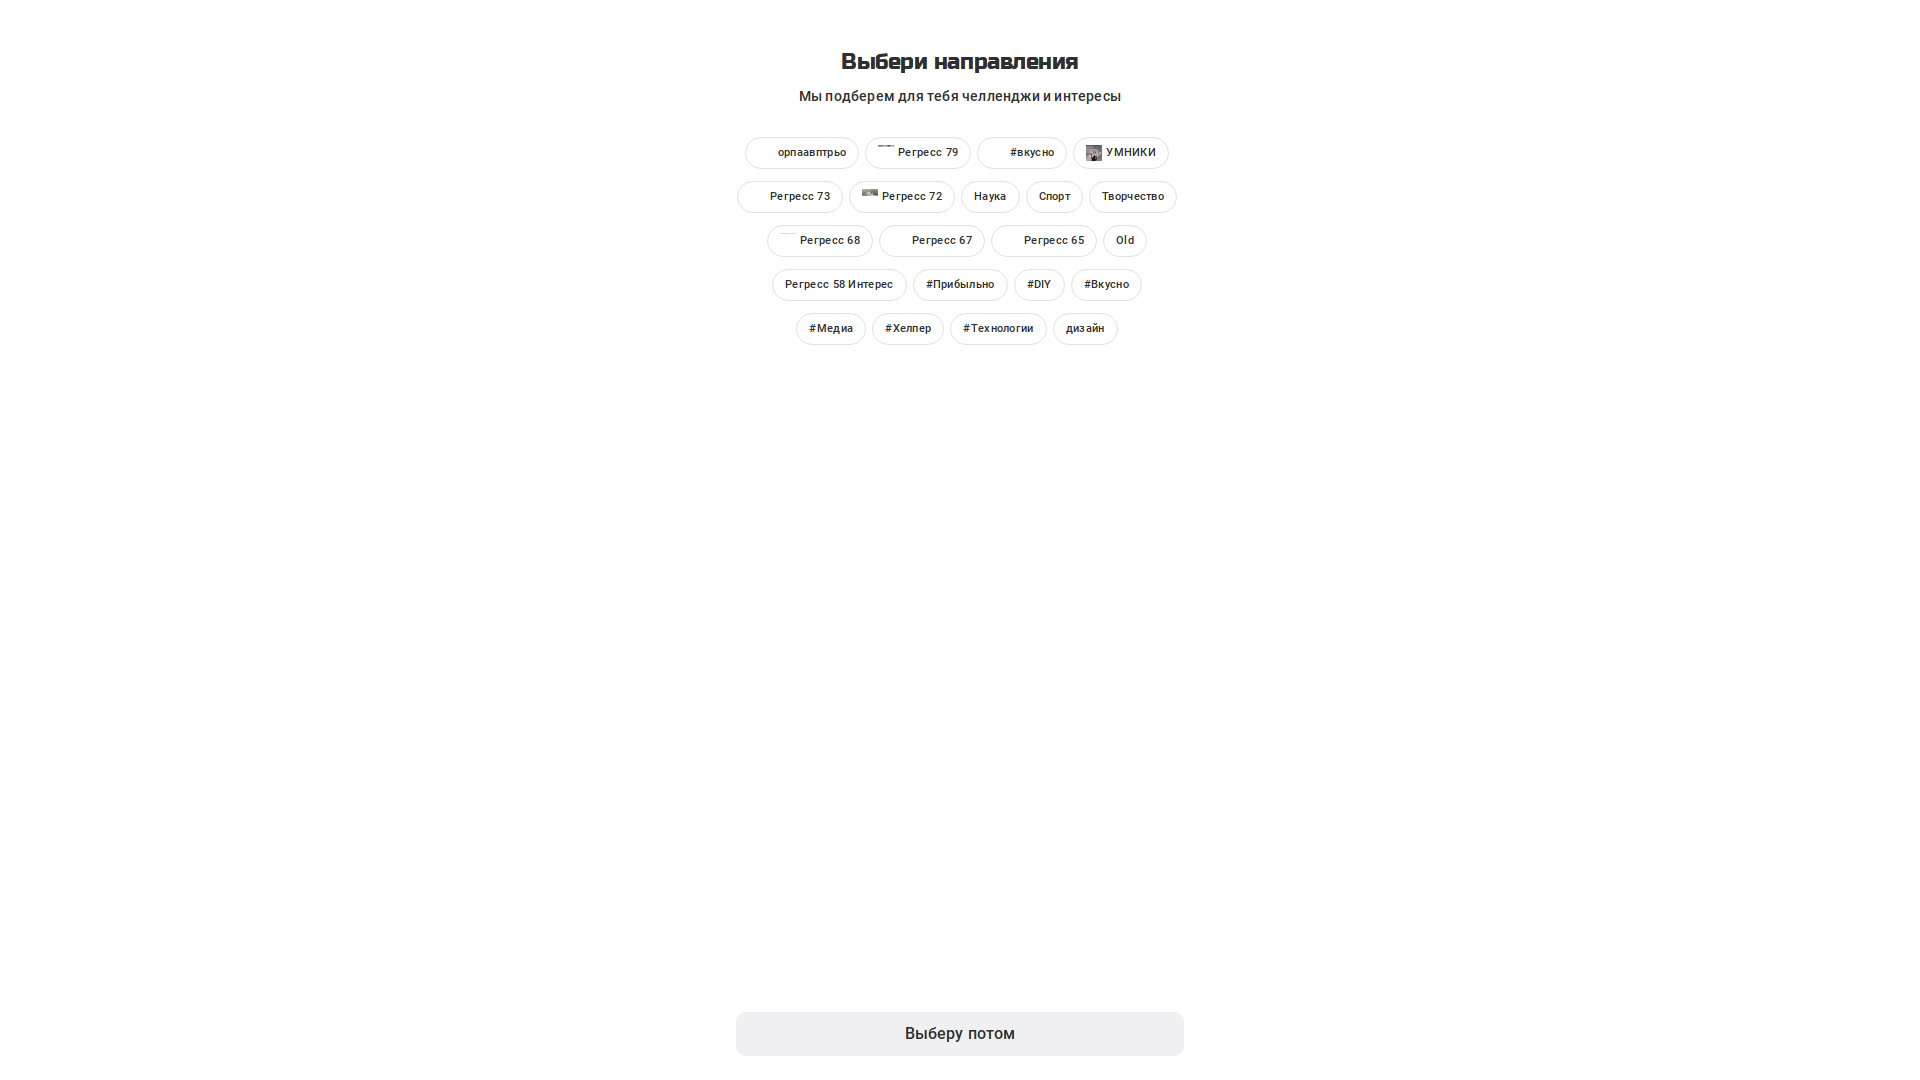 Выбери направления
Мы подберем для тебя челленджи и интересы
орпаавптрьо Регресс 79 #вкусно УМНИКИ
Регресс 73 Регресс 72 Наука Спорт Творчество
Регресс 68 Регресс 67 Регресс 65 Old
Регресс 58 Интерес #Прибыльно #DIY #Вкусно
#Медиа #Хелпер #Технологии дизайн
Выберу потом